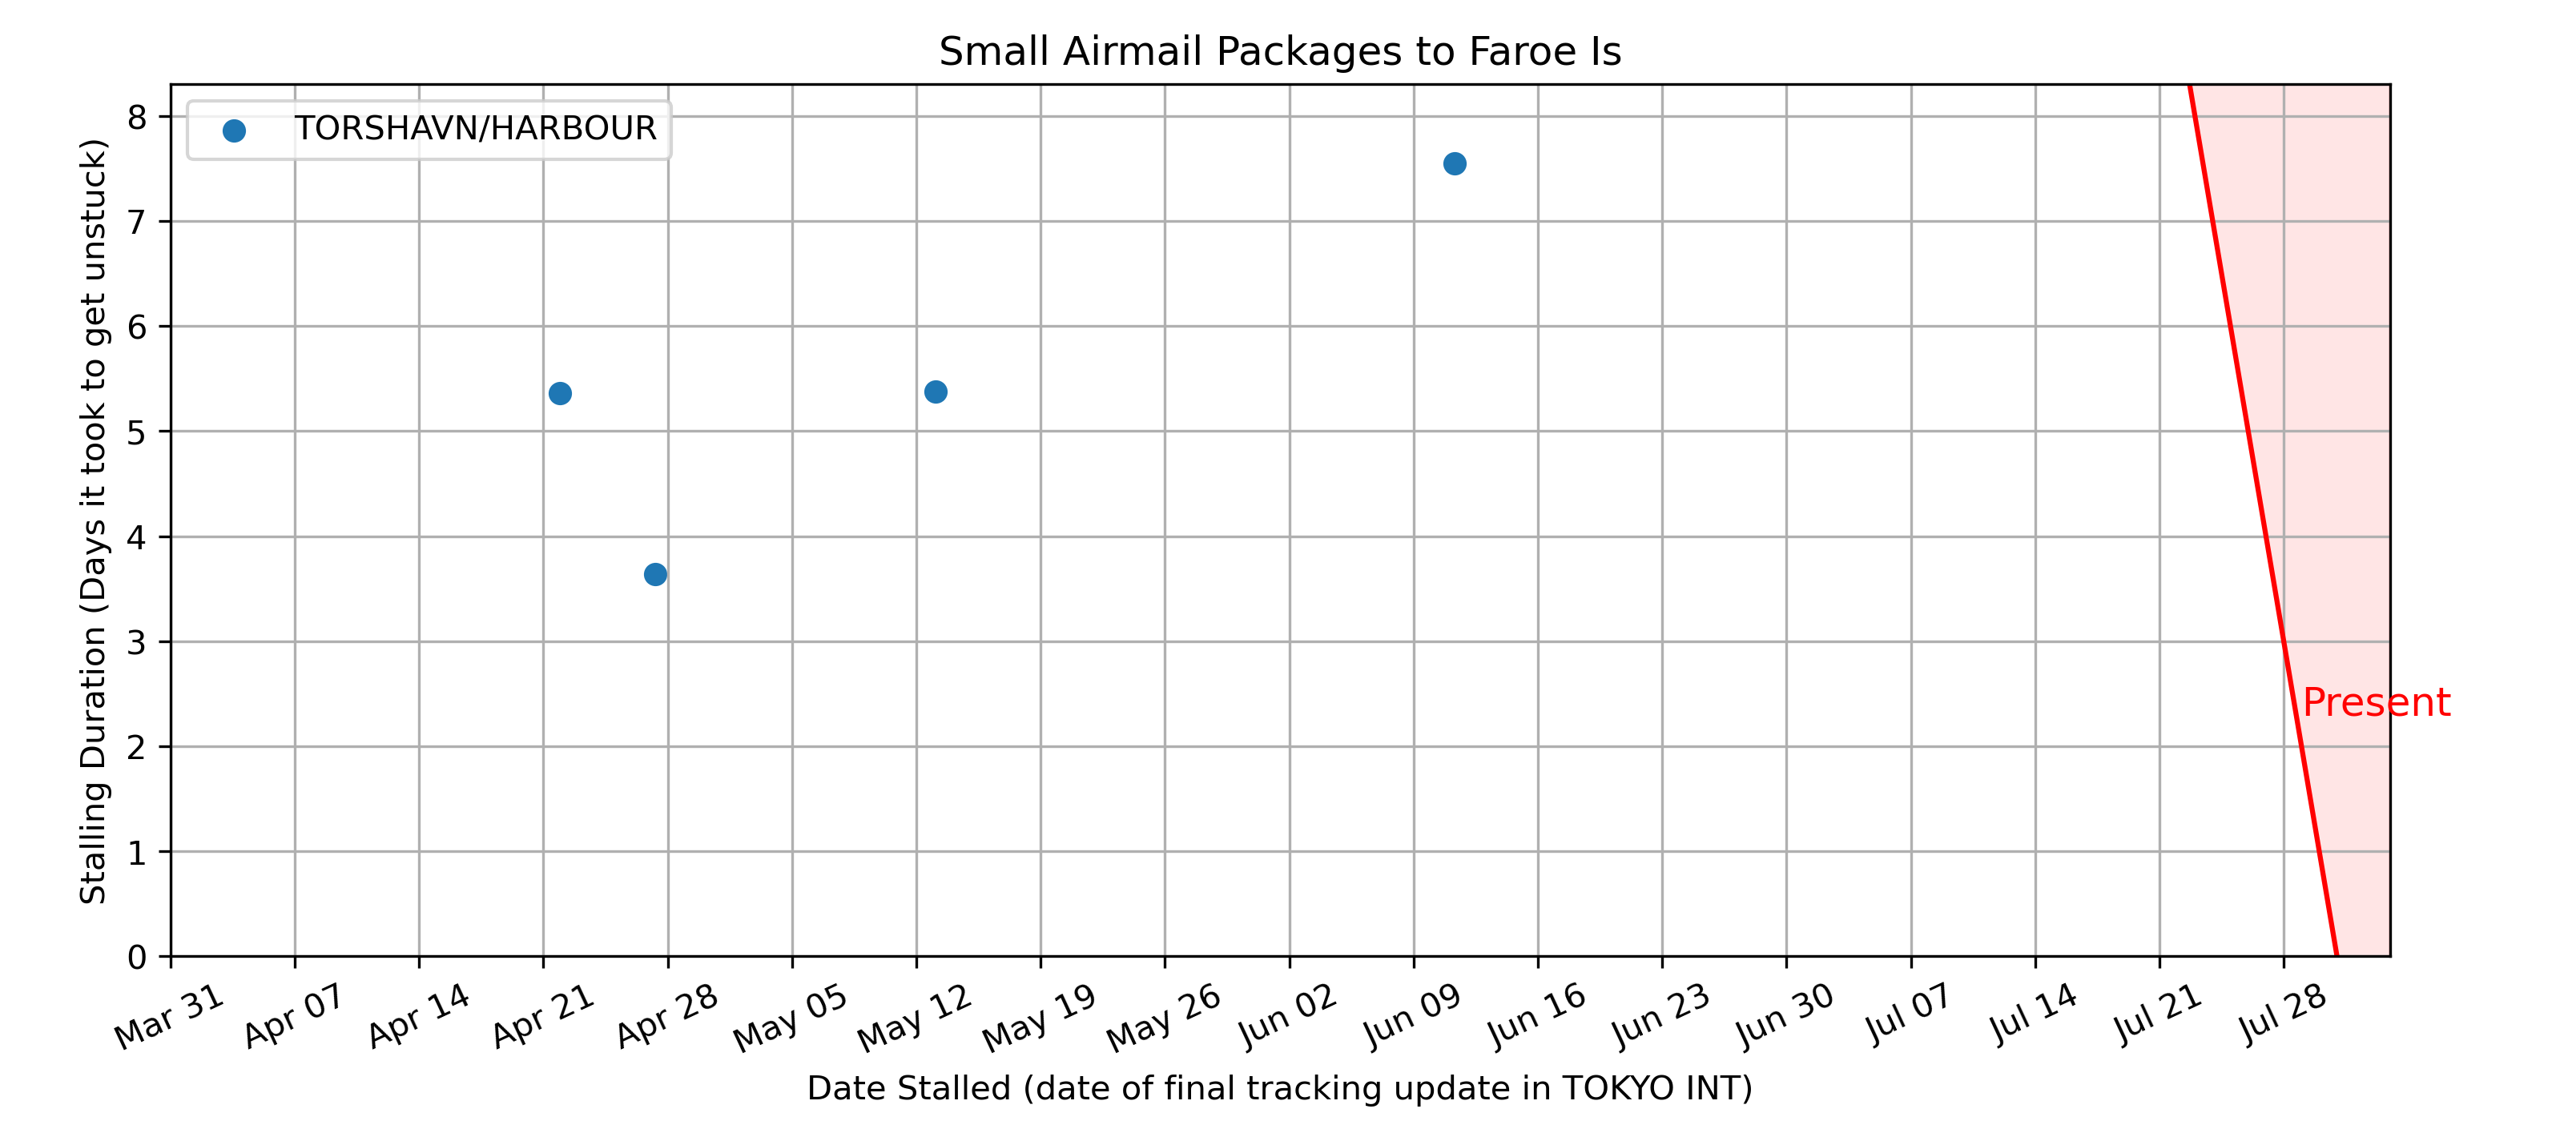 Small Airmail Packages to Faroe Is
TORSHAVN/HARBOUR
Stalling Duration (Days it took to get unstuck)
8
7
6
5
4
3
2
1
0
Present
Mar 31
Apr 07
Apr 14
Apr 21
Apr 28
May 05
May 12
May 19
May 26
Jun 02
Jun 09
Jun 16
Jun 23
Jun 30
Jul 07
Jul 14
Jul 21
Jul 28
Date Stalled (date of final tracking update in TOKYO INT)